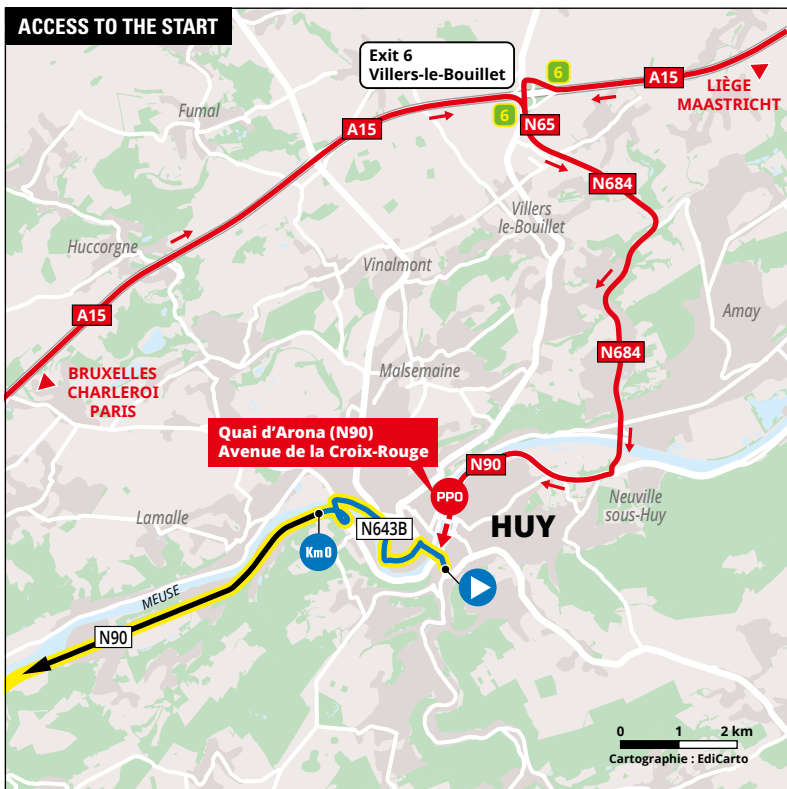 ACCESS TO THE START
Exit 6
Villers-le-Bouillet
6
A15
LIÈGE
MAASTRICHT
Fumal
6
N65
A15
N684
Villers
le-Bouillet
Huccorgne
Vinalmont
A15
Amay
N684
Malsemaine
BRUXELLES
CHARLEROI
PARIS
Quai d'Arona (N90)
Avenue de la Croix-Rouge
N90
PPO
Neuville
sous-Huy
Lamalle
N643B
HUY
Km 0
MEUSE
N90
0 1 2 km
Cartographie : EdiCarto